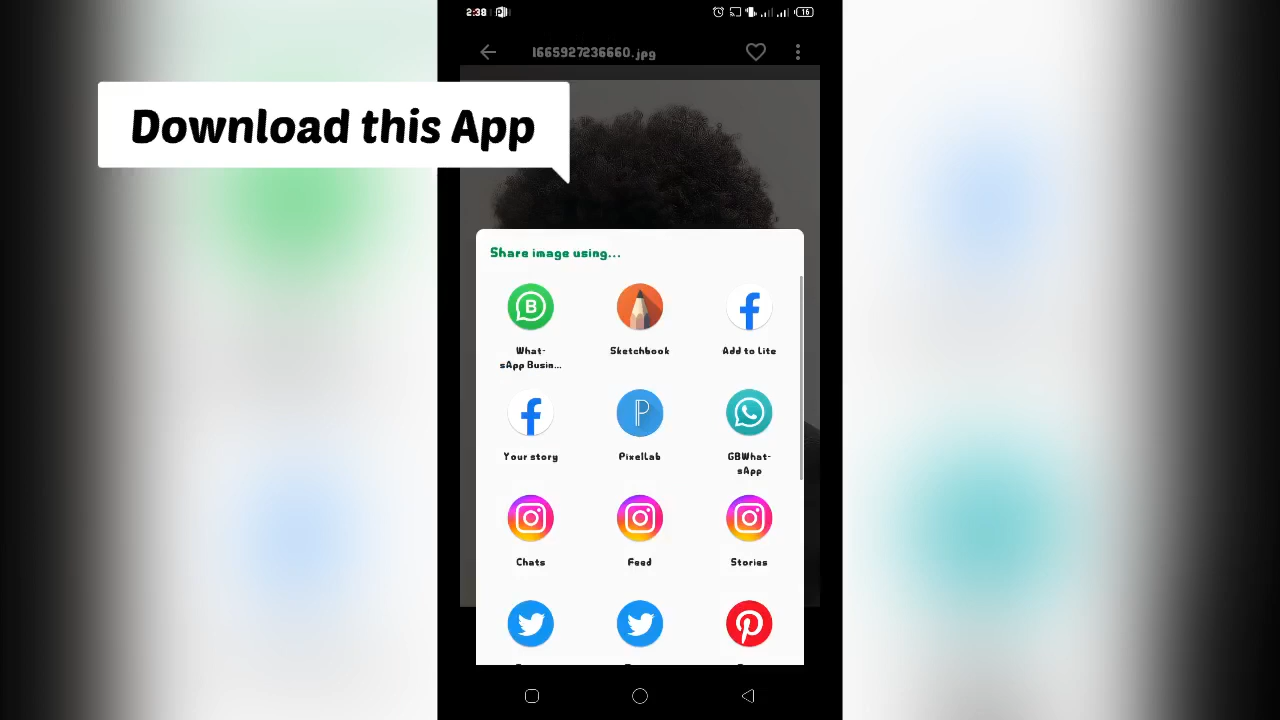 2:38
16
1665927236660.jpg
Download this App
Share image using...
B
What-
sApp Busin...
Sketchbook
Add to Lite
Your story
PixelLab
GBWhat-
sApp
Chats
Feed
Stories